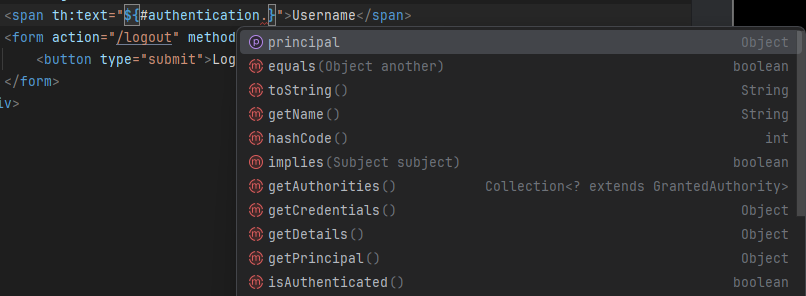 <span th:text="${#authentication.}">Username</span>
<form action="/logout" method
<button type="submit">Log
</form>
iv>
p principal Object
m equals(Object another) boolean
m toString() String
m getName() String
m hashCode() int
m implies(Subject subject) boolean
m getAuthorities() Collection<? extends GrantedAuthority>
m getCredentials() Object
m getDetails() Object
m getPrincipal() Object
m isAuthenticated() boolean